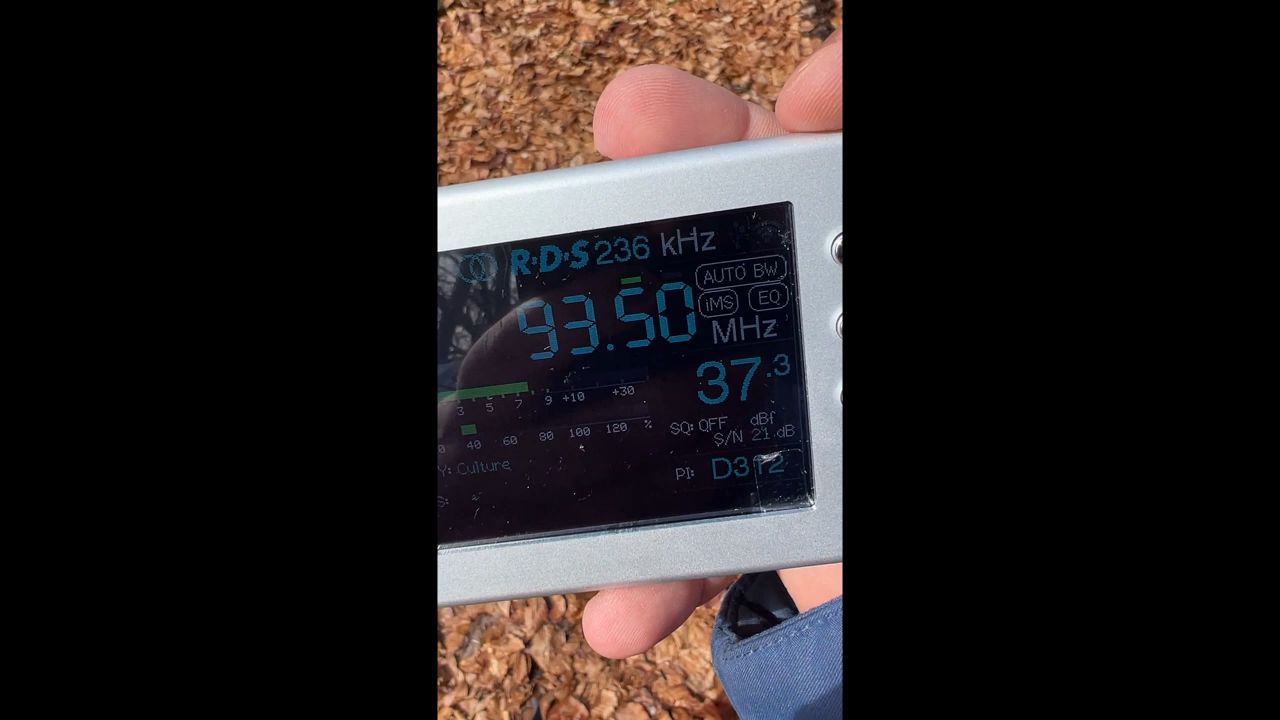 R·D·S 236 kHz
AUTO BW
93.50
iMS EQ
MHz
37.3
3 5 7 9 +10 +30
dBf
SQ: OFF
S/N 21 dB
0 40 60 80 100 120 %
Y: Culture
PI: D312
S: